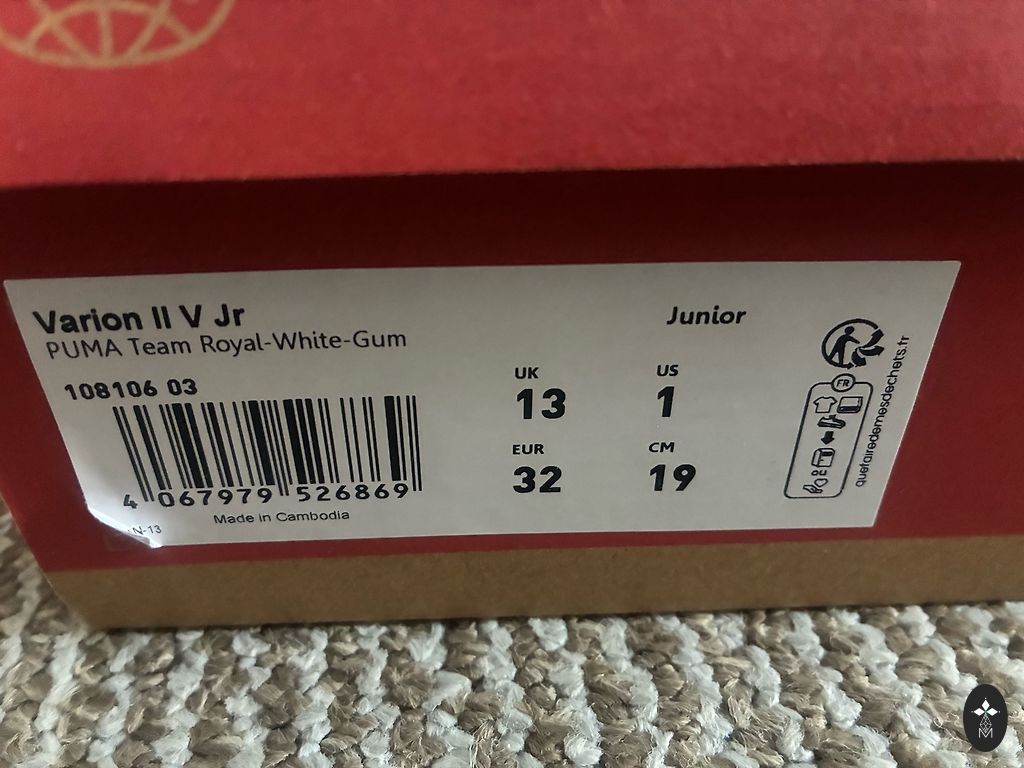 Varion II V Jr
PUMA Team Royal-White-Gum
108106 03
4 067979 526869
N-13
Made in Cambodia
Junior
UK
13
US
1
EUR
32
CM
19
FR
quefairedemesdechets.fr
M